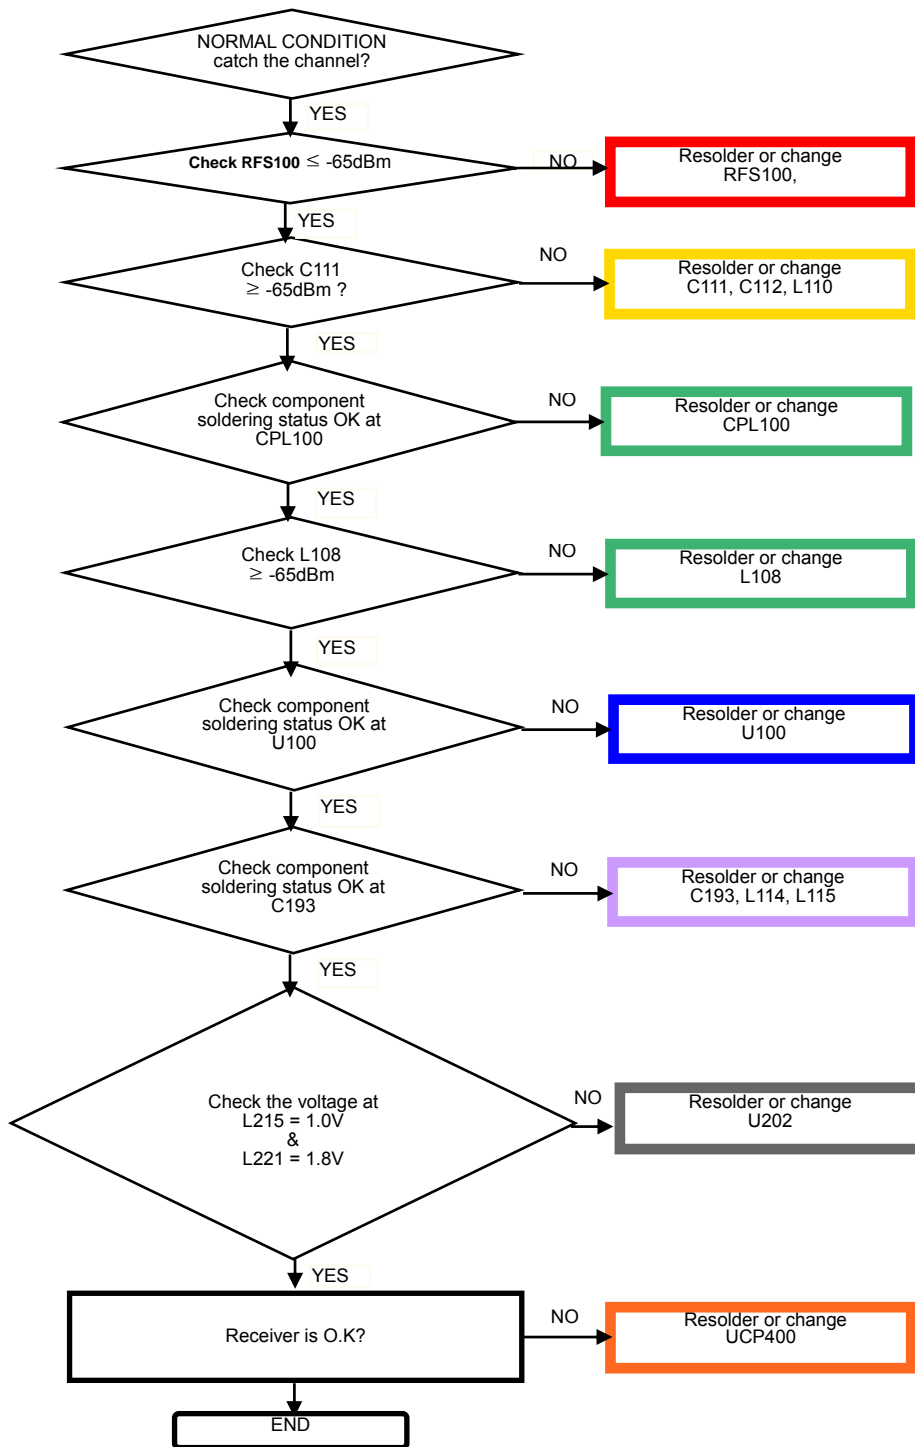 NORMAL CONDITION
catch the channel?
YES
Check RFS100 ≤ -65dBm
NO
Resolder or change
RFS100,
YES
Check C111
≥ -65dBm ?
NO
Resolder or change
C111, C112, L110
YES
Check component
soldering status OK at
CPL100
NO
Resolder or change
CPL100
YES
Check L108
≥ -65dBm
NO
Resolder or change
L108
YES
Check component
soldering status OK at
U100
NO
Resolder or change
U100
YES
Check component
soldering status OK at
C193
NO
Resolder or change
C193, L114, L115
YES
Check the voltage at
L215 = 1.0V
&
L221 = 1.8V
NO
Resolder or change
U202
YES
Receiver is O.K?
NO
Resolder or change
UCP400
END